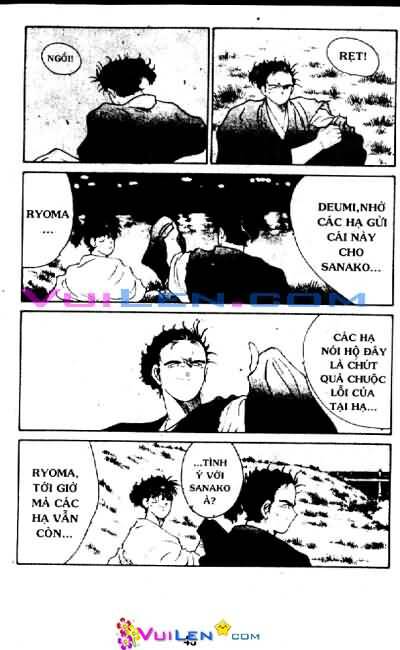 NGỒI!
RẸT!
RYOMA
...
DEUMI,NHỜ
CÁC HẠ GỬI
CÁI NÀY
CHO
SANAKO...
VUILEN.COM
CÁC HẠ
NÓI HỘ ĐÂY
LÀ CHÚT
QUÀ CHUỘC
LỖI CỦA
TẠI HẠ...
RYOMA,
TỚI GIỜ
MÀ CÁC
HẠ VẪN
CÒN...
...TÌNH
Ý VỚI
SANAKO
À?
VUILEN.COM